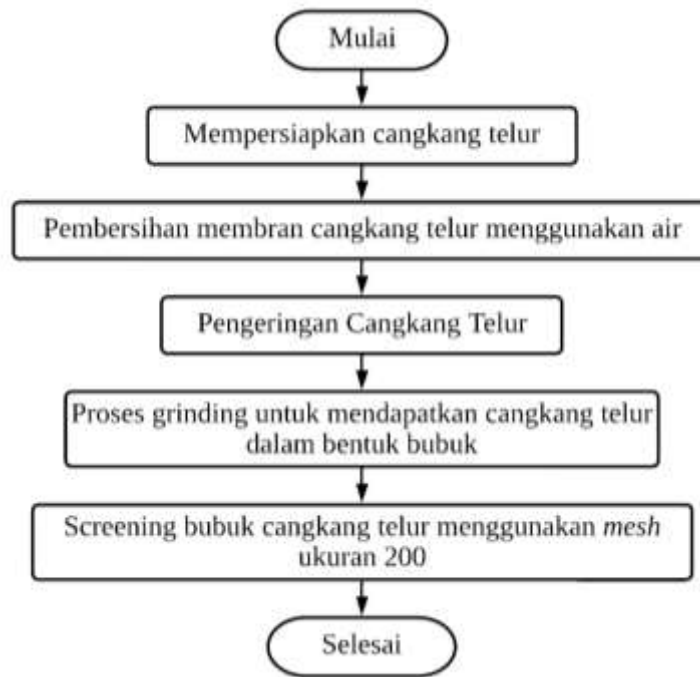 Mulai
Mempersiapkan cangkang telur
Pembersihan membran cangkang telur menggunakan air
Pengeringan Cangkang Telur
Proses grinding untuk mendapatkan cangkang telur
dalam bentuk bubuk
Screening bubuk cangkang telur menggunakan mesh
ukuran 200
Selesai